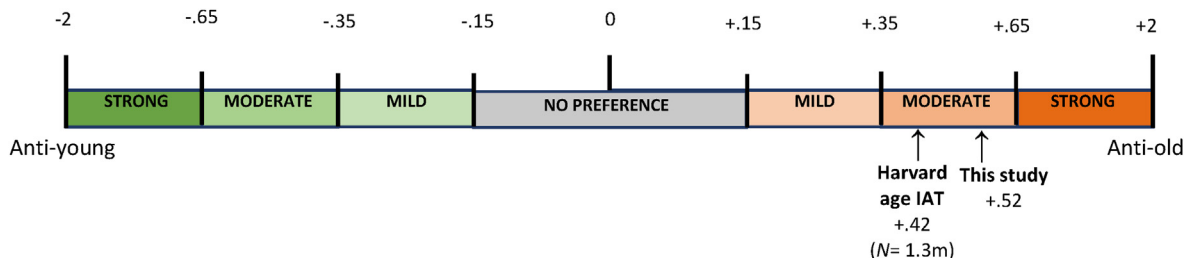 -2 -.65 -.35 -.15 0 +.15 +.35 +.65 +2
STRONG MODERATE MILD NO PREFERENCE MILD MODERATE STRONG
Anti-young Anti-old
Harvard This study
age IAT +.52
+.42
(N= 1.3m)